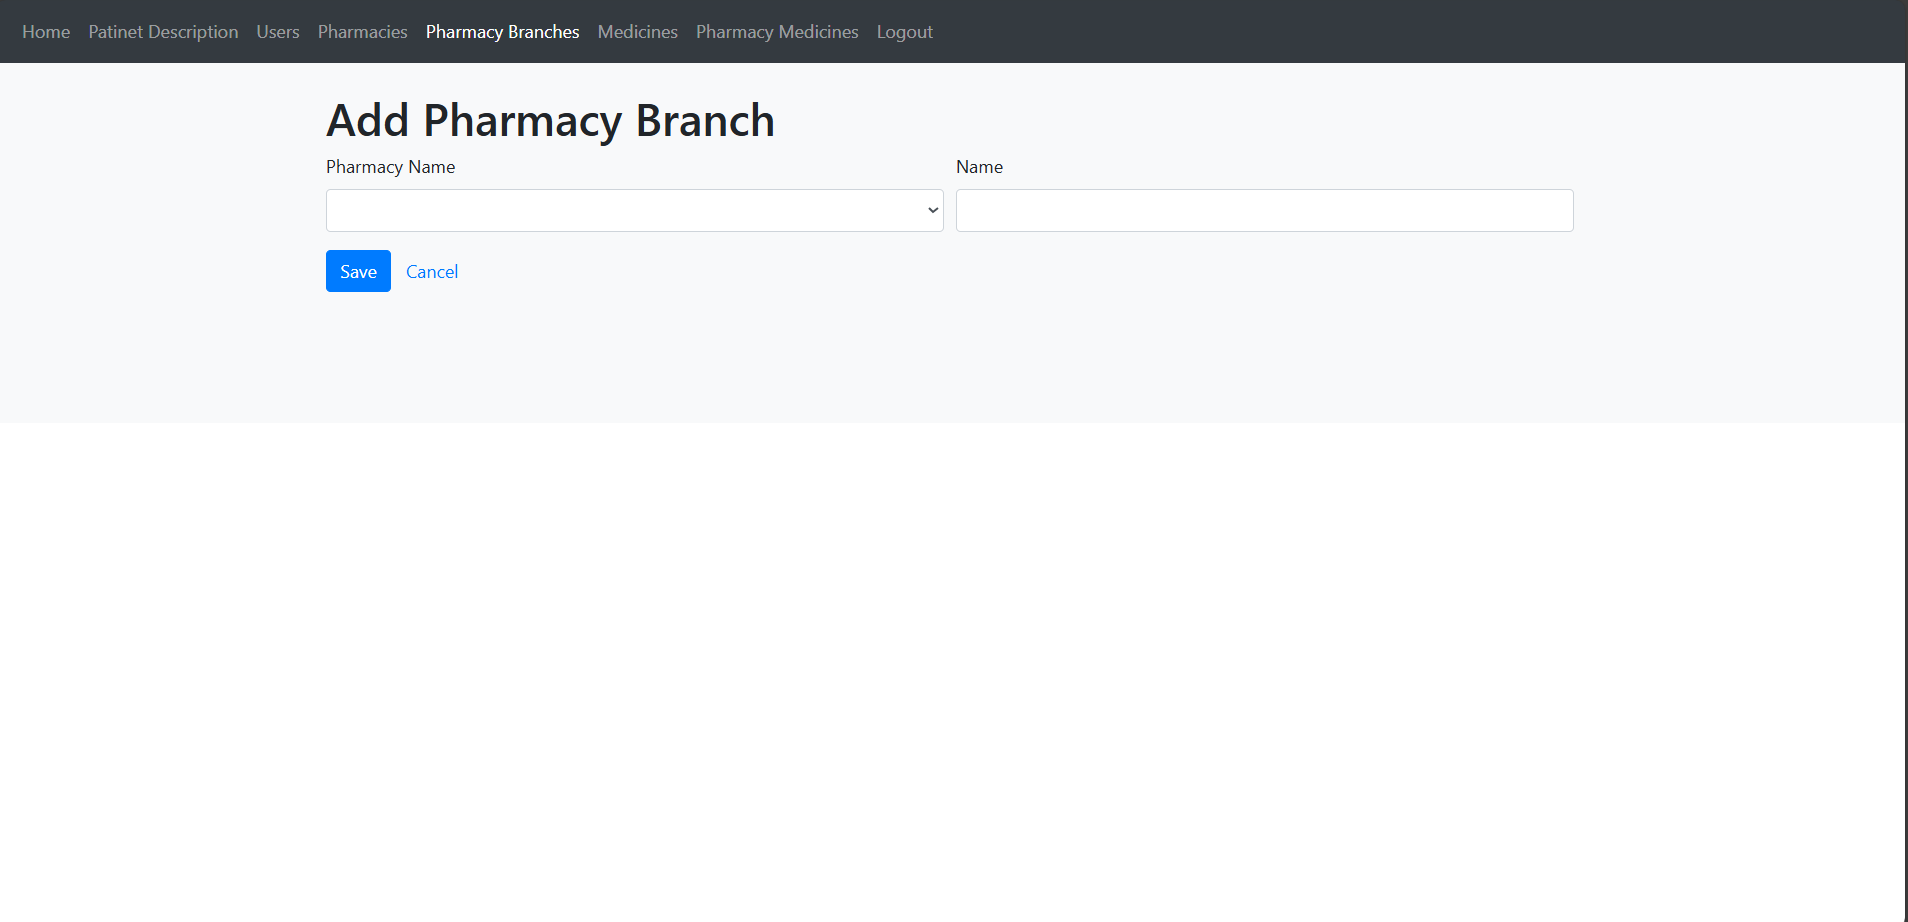 Home Patinet Description Users Pharmacies Pharmacy Branches Medicines Pharmacy Medicines Logout
Add Pharmacy Branch
Pharmacy Name Name
Save Cancel